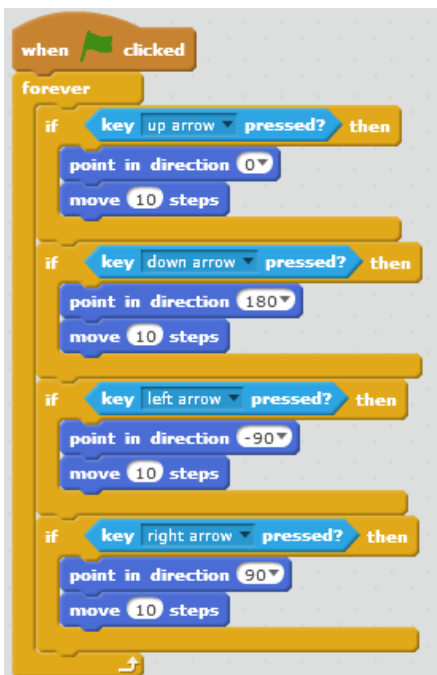 when clicked
forever
if key up arrow pressed? then
point in direction 0
move 10 steps
if key down arrow pressed? then
point in direction 180
move 10 steps
if key left arrow pressed? then
point in direction -90
move 10 steps
if key right arrow pressed? then
point in direction 90
move 10 steps